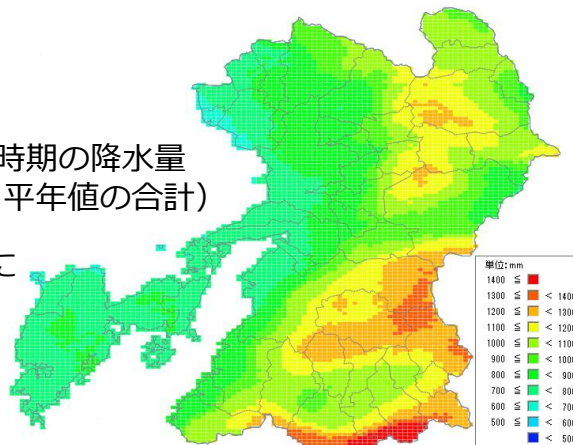 時期の降水量
平年値の合計）
に
単位：mm
1400 ≦
1300 ≦ < 1400
1200 ≦ < 1300
1100 ≦ < 1200
1000 ≦ < 1100
900 ≦ < 1000
800 ≦ < 900
700 ≦ < 800
600 ≦ < 700
500 ≦ < 600
< 500